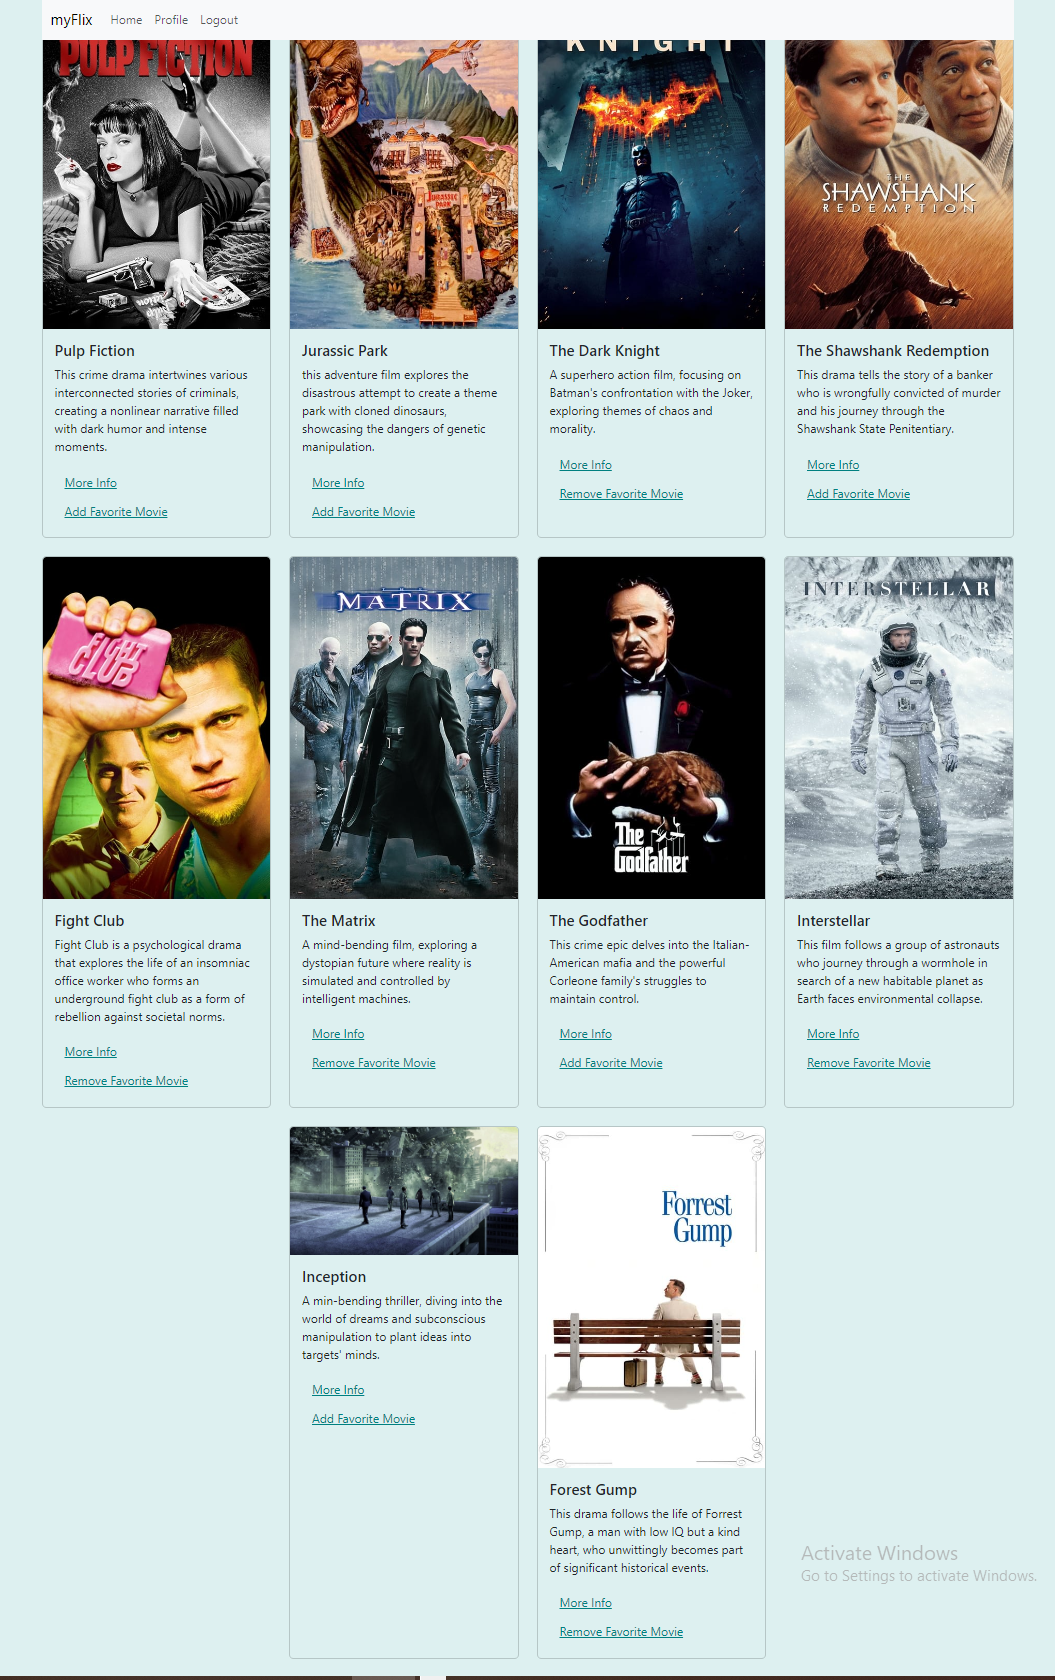 myFlix Home Profile Logout
PULP FICTION
JURASSIC PARK
KNIGHT
THE
SHAWSHANK
REDEMPTION
Pulp Fiction
This crime drama intertwines various
interconnected stories of criminals,
creating a nonlinear narrative filled
with dark humor and intense
moments.
More Info
Add Favorite Movie
Jurassic Park
this adventure film explores the
disastrous attempt to create a theme
park with cloned dinosaurs,
showcasing the dangers of genetic
manipulation.
More Info
Add Favorite Movie
The Dark Knight
A superhero action film, focusing on
Batman's confrontation with the Joker,
exploring themes of chaos and
morality.
More Info
Remove Favorite Movie
The Shawshank Redemption
This drama tells the story of a banker
who is wrongfully convicted of murder
and his journey through the
Shawshank State Penitentiary.
More Info
Add Favorite Movie
FIGHT
CLUB
MATRIX
The
Godfather
INTERSTELLAR
Fight Club
Fight Club is a psychological drama
that explores the life of an insomniac
office worker who forms an
underground fight club as a form of
rebellion against societal norms.
More Info
Remove Favorite Movie
The Matrix
A mind-bending film, exploring a
dystopian future where reality is
simulated and controlled by
intelligent machines.
More Info
Remove Favorite Movie
The Godfather
This crime epic delves into the Italian-
American mafia and the powerful
Corleone family's struggles to
maintain control.
More Info
Add Favorite Movie
Interstellar
This film follows a group of astronauts
who journey through a wormhole in
search of a new habitable planet as
Earth faces environmental collapse.
More Info
Remove Favorite Movie
Inception
A min-bending thriller, diving into the
world of dreams and subconscious
manipulation to plant ideas into
targets' minds.
More Info
Add Favorite Movie
Forrest
Gump
Forest Gump
This drama follows the life of Forrest
Gump, a man with low IQ but a kind
heart, who unwittingly becomes part
of significant historical events.
More Info
Remove Favorite Movie
Activate Windows
Go to Settings to activate Windows.